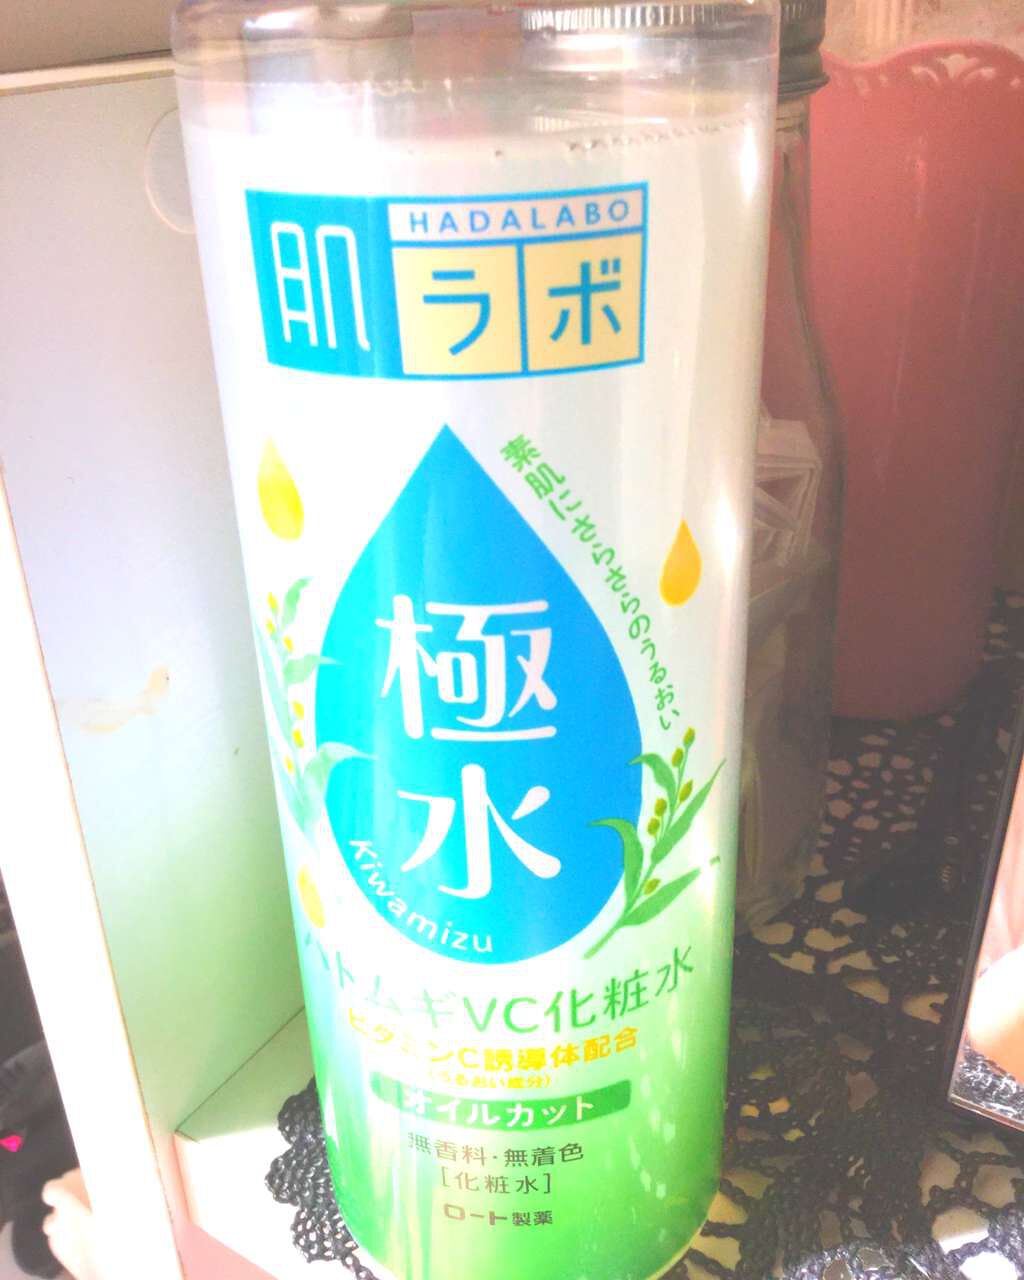 HADALABO
肌ラボ
素肌にさらさらのうるおい
極水
Kiwamizu
ハトムギVC化粧水
ビタミンC誘導体配合
(うるおい成分)
オイルカット
無香料・無着色
[化粧水]
ロート製薬